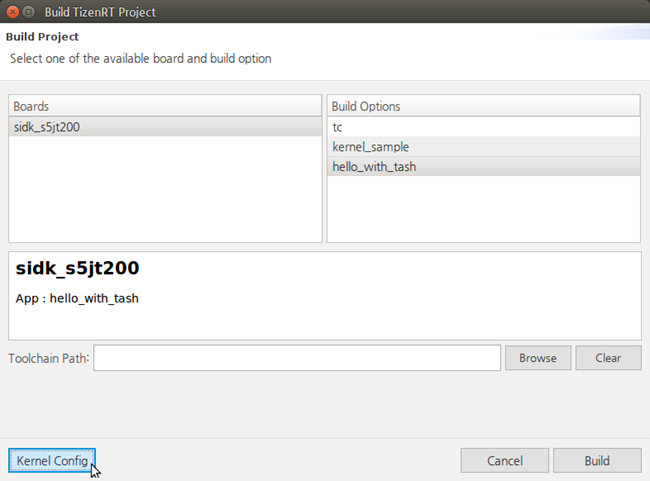 Build TizenRT Project
Build Project
Select one of the available board and build option
Boards
Build Options
sidk_s5jt200
tc
kernel_sample
hello_with_tash
sidk_s5jt200
App : hello_with_tash
Toolchain Path:
Browse
Clear
Kernel Config
Cancel
Build